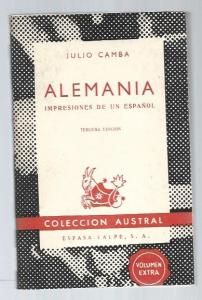 JULIO CAMBA
ALEMANIA
IMPRESIONES DE UN ESPAÑOL
TERCERA EDICION
COLECCION AUSTRAL
ESPASA-CALPE, S. A.
VOLUMEN
EXTRA